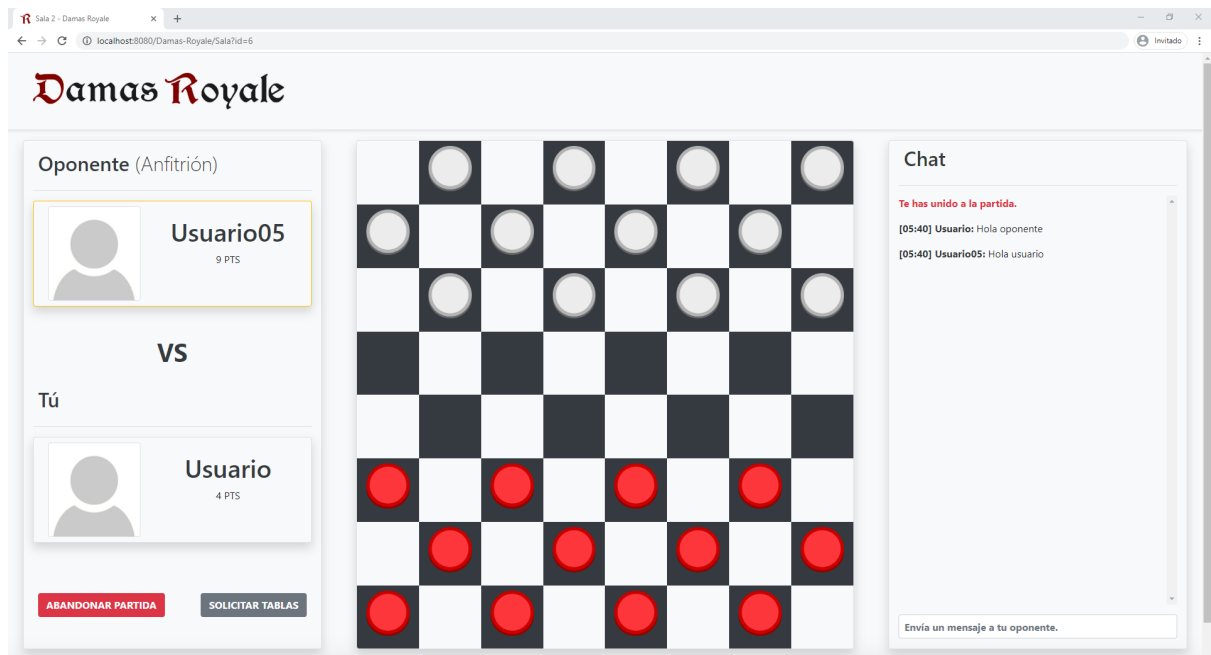 Sala 2 - Damas Royale
localhost:8080/Damas-Royale/Sala?id=6
Invitado
Damas Royale
Oponente (Anfitrión)
Usuario05
9 PTS
VS
Tú
Usuario
4 PTS
ABANDONAR PARTIDA
SOLICITAR TABLAS
Chat
Te has unido a la partida.
[05:40] Usuario: Hola oponente
[05:40] Usuario05: Hola usuario
Envía un mensaje a tu oponente.